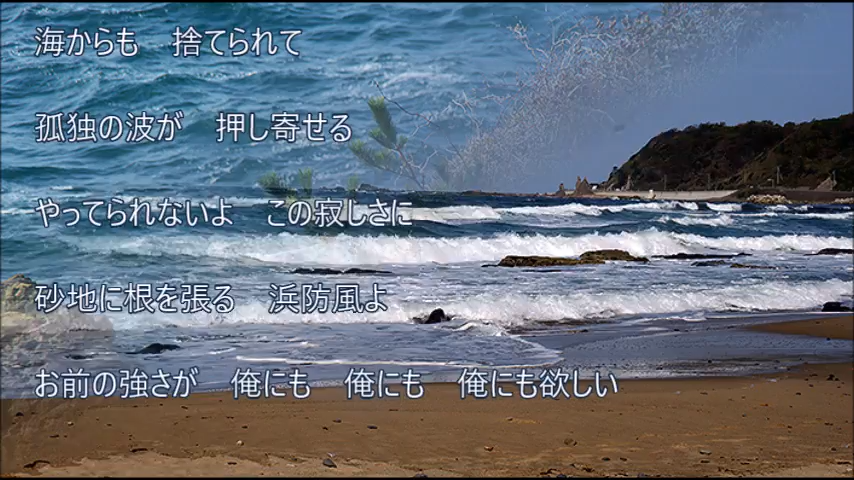 海からも　捨てられて
孤独の波が　押し寄せる
やってられないよ　この寂しさに
砂地に根を張る　浜防風よ
お前の強さが　俺にも　俺にも　俺にも欲しい